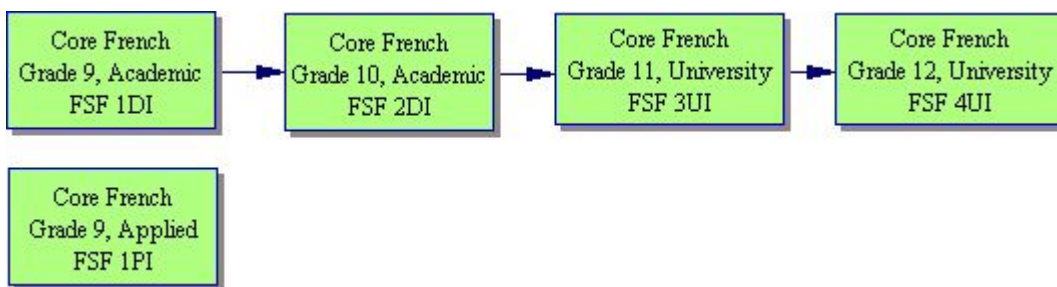 Core French
Grade 9, Academic
FSF 1DI
Core French
Grade 10, Academic
FSF 2DI
Core French
Grade 11, University
FSF 3UI
Core French
Grade 12, University
FSF 4UI
Core French
Grade 9, Applied
FSF 1PI